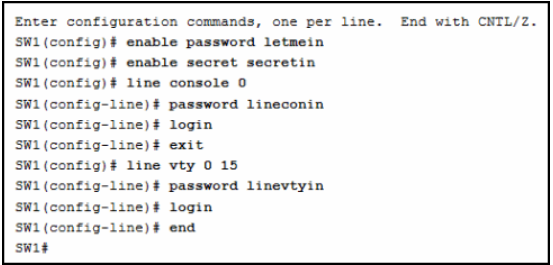 Enter configuration commands, one per line.  End with CNTL/Z.
SW1(config)# enable password letmein
SW1(config)# enable secret secretin
SW1(config)# line console 0
SW1(config-line)# password lineconin
SW1(config-line)# login
SW1(config-line)# exit
SW1(config)# line vty 0 15
SW1(config-line)# password linevtyin
SW1(config-line)# login
SW1(config-line)# end
SW1#